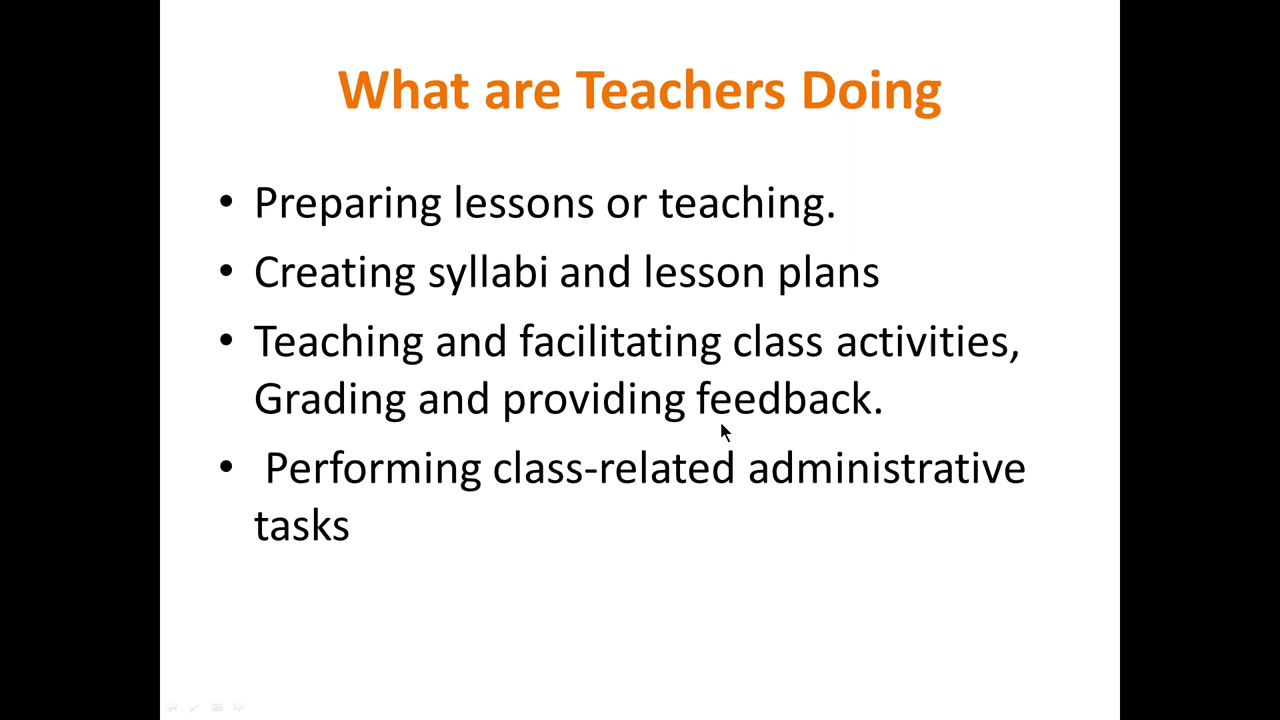 What are Teachers Doing
• Preparing lessons or teaching.
• Creating syllabi and lesson plans
• Teaching and facilitating class activities,
Grading and providing feedback.
• Performing class-related administrative
tasks